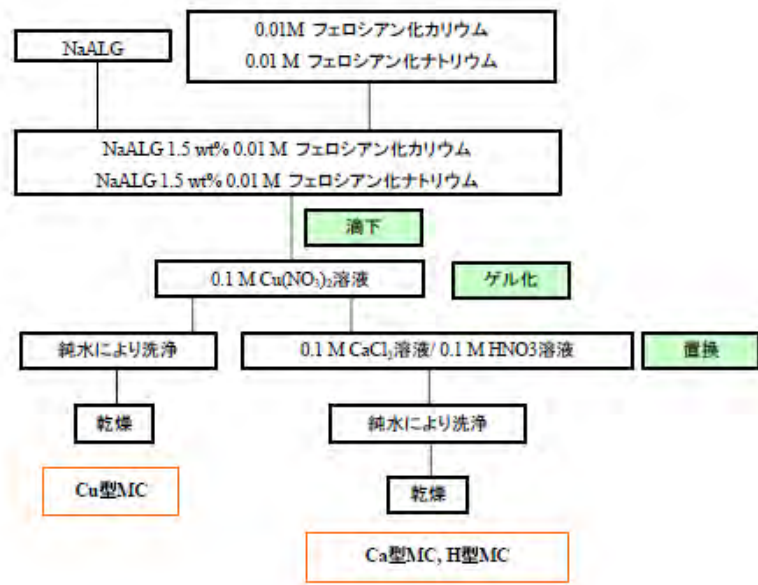 NaALG
0.01M フェロシアン化カリウム
0.01 M フェロシアン化ナトリウム
NaALG 1.5 wt% 0.01 M フェロシアン化カリウム
NaALG 1.5 wt% 0.01 M フェロシアン化ナトリウム
滴下
0.1 M Cu(NO₃)₂溶液
ゲル化
純水により洗浄
0.1 M CaCl₂溶液/ 0.1 M HNO3溶液
置換
乾燥
純水により洗浄
Cu型MC
乾燥
Ca型MC, H型MC